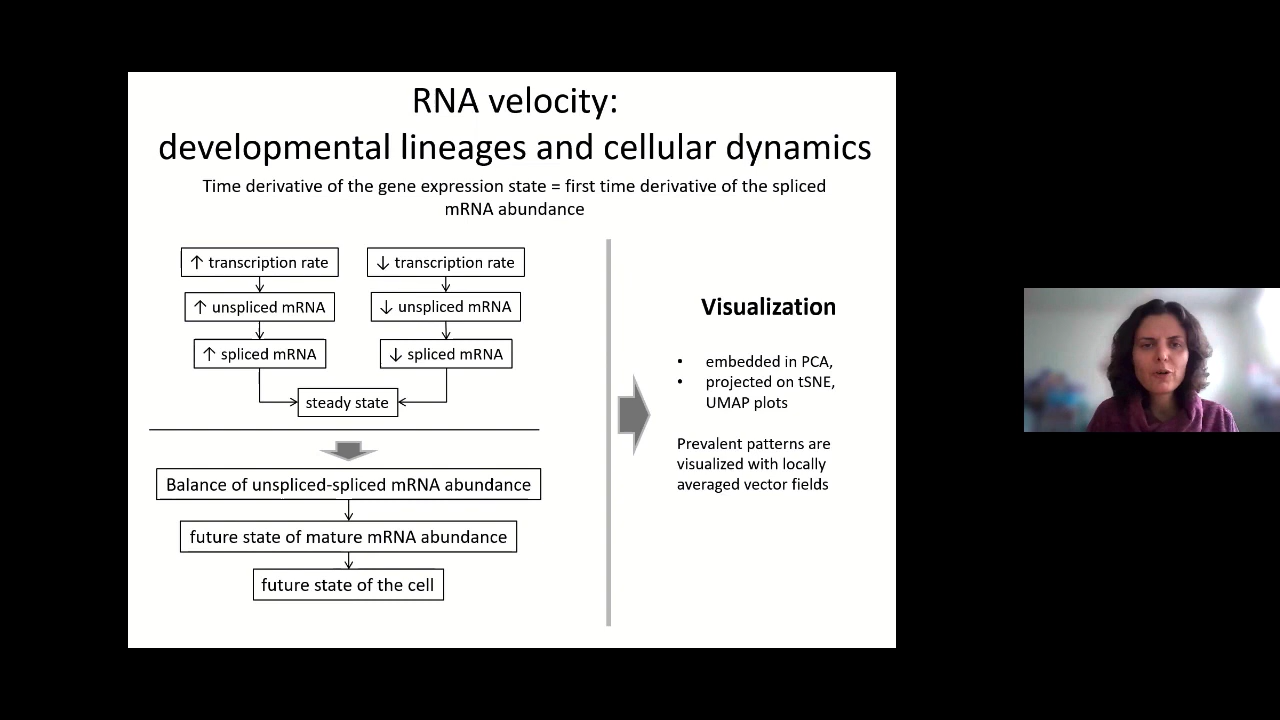 RNA velocity:
developmental lineages and cellular dynamics
Time derivative of the gene expression state = first time derivative of the spliced
mRNA abundance
↑ transcription rate
↑ unspliced mRNA
↑ spliced mRNA
↓ transcription rate
↓ unspliced mRNA
↓ spliced mRNA
steady state
Balance of unspliced-spliced mRNA abundance
future state of mature mRNA abundance
future state of the cell
Visualization
• embedded in PCA,
• projected on tSNE,
UMAP plots
Prevalent patterns are
visualized with locally
averaged vector fields